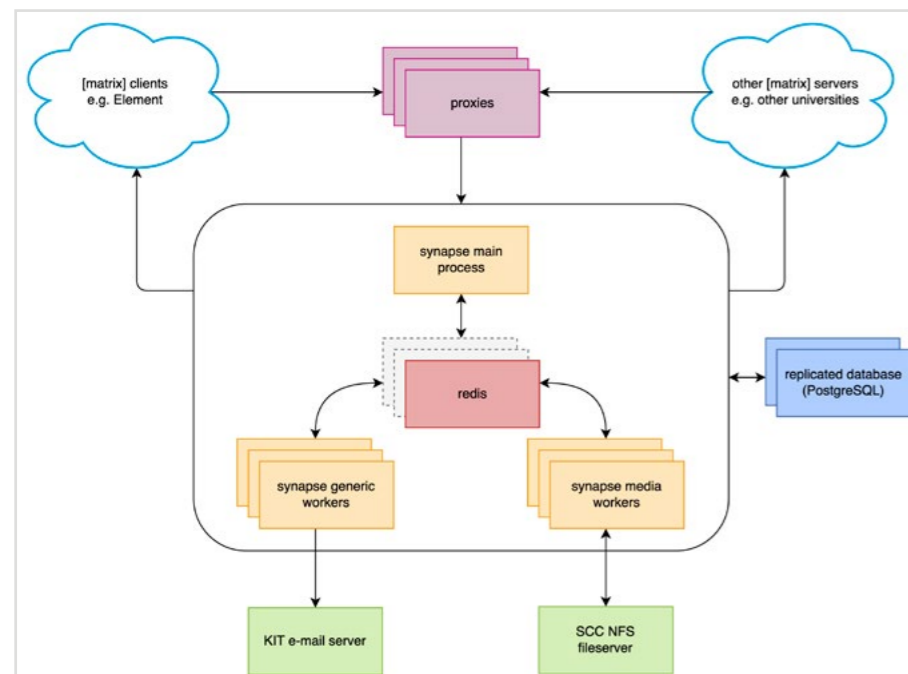 [matrix] clients
e.g. Element
proxies
other [matrix] servers
e.g. other universities
synapse main
process
redis
replicated database
(PostgreSQL)
synapse generic
workers
synapse media
workers
KIT e-mail server
SCC NFS
fileserver